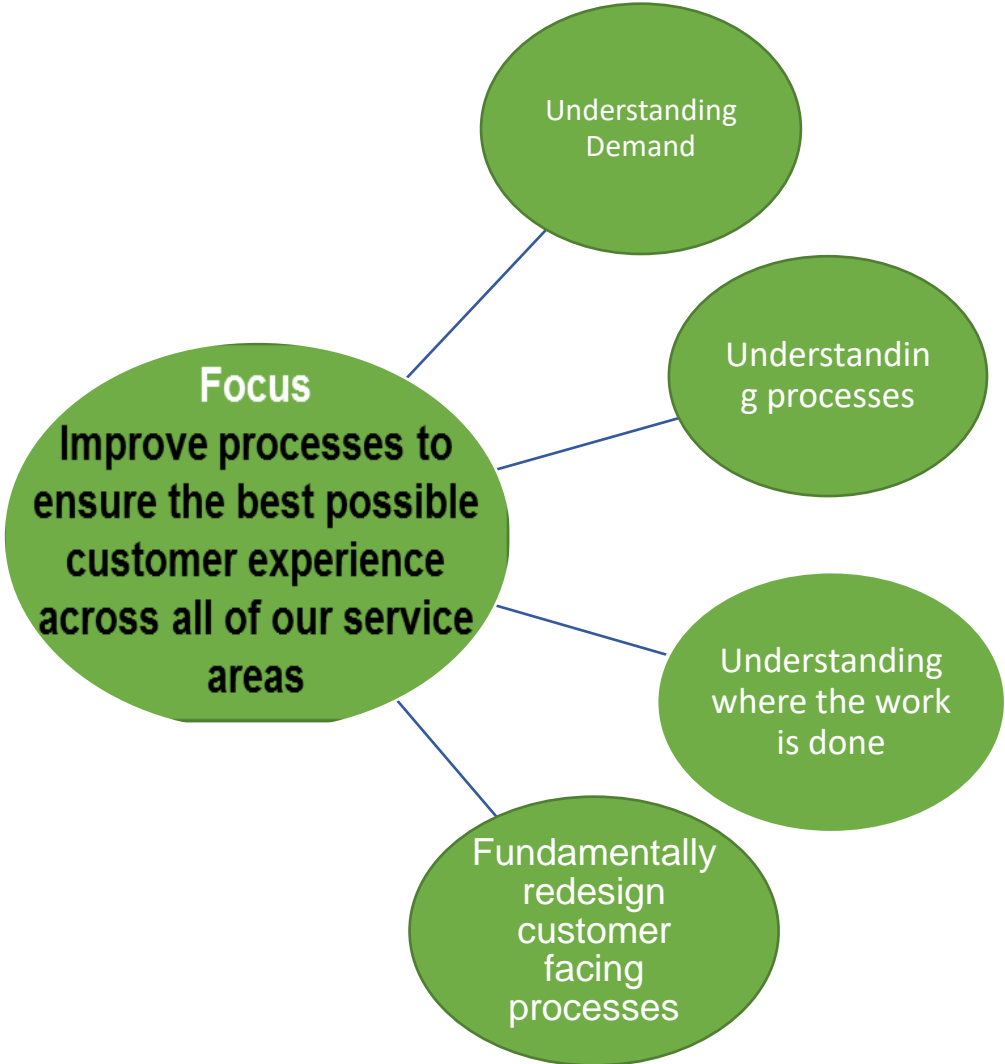 Understanding
Demand
Understandin
g processes
Focus
Improve processes to
ensure the best possible
customer experience
across all of our service
areas
Understanding
where the work
is done
Fundamentally
redesign
customer
facing
processes